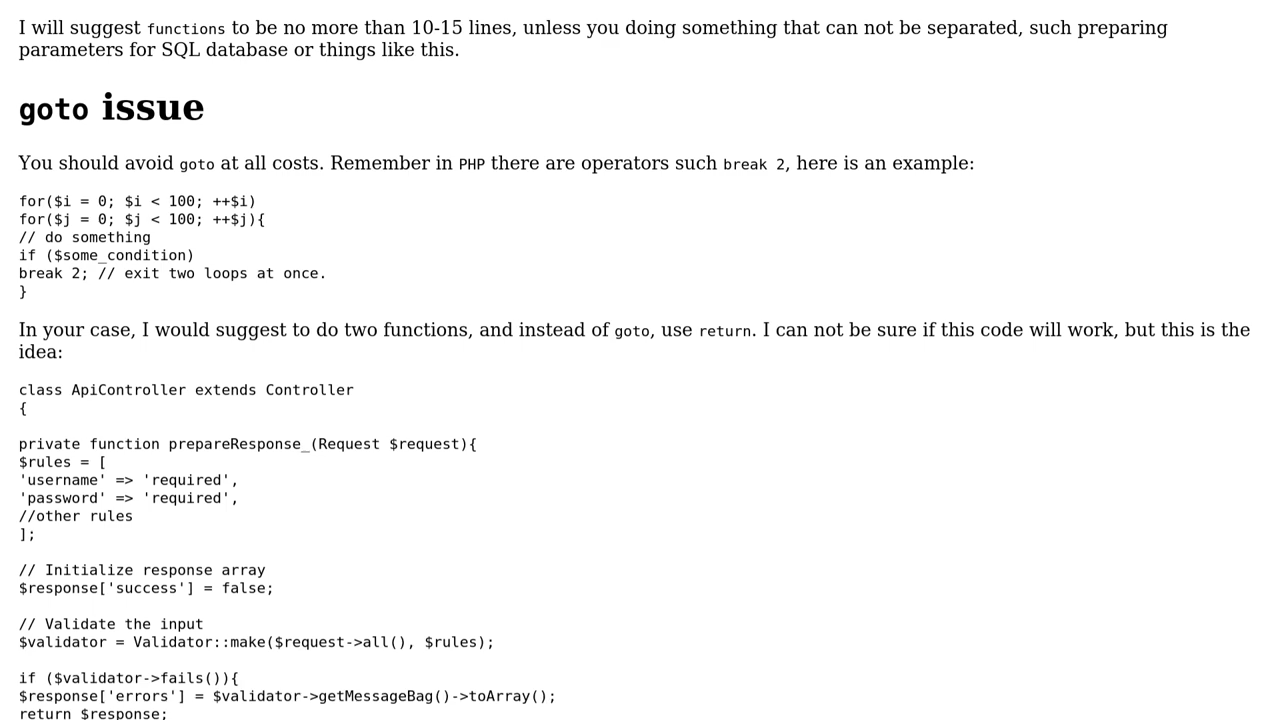 I will suggest functions to be no more than 10-15 lines, unless you doing something that can not be separated, such preparing
parameters for SQL database or things like this.
goto issue
You should avoid goto at all costs. Remember in PHP there are operators such break 2, here is an example:
for($i = 0; $i < 100; ++$i)
for($j = 0; $j < 100; ++$j){
// do something
if ($some_condition)
break 2; // exit two loops at once.
}
In your case, I would suggest to do two functions, and instead of goto, use return. I can not be sure if this code will work, but this is the
idea:
class ApiController extends Controller
{
private function prepareResponse_(Request $request){
$rules = [
'username' => 'required',
'password' => 'required',
//other rules
];
// Initialize response array
$response['success'] = false;
// Validate the input
$validator = Validator::make($request->all(), $rules);
if ($validator->fails()){
$response['errors'] = $validator->getMessageBag()->toArray();
return $response;